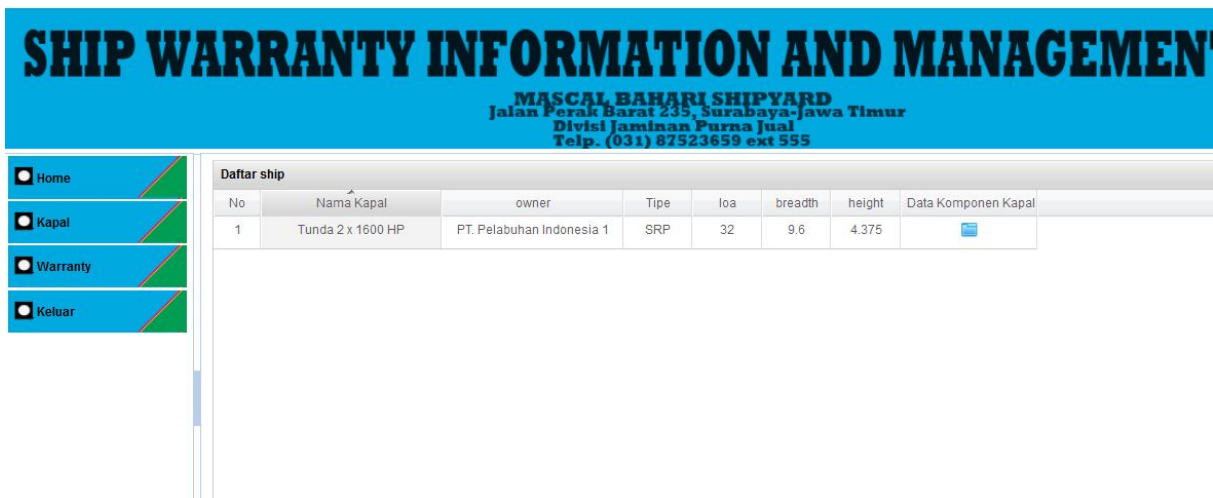 SHIP WARRANTY INFORMATION AND MANAGEMEN
MASCAL BAHARI SHIPYARD
Jalan Perak Barat 235, Surabaya-Jawa Timur
Divisi Jaminan Purna Jual
Telp. (031) 87523659 ext 555
Home
Kapal
Warranty
Keluar
Daftar ship
No Nama Kapal owner Tipe loa breadth height Data Komponen Kapal
1 Tunda 2 x 1600 HP PT. Pelabuhan Indonesia 1 SRP 32 9.6 4.375